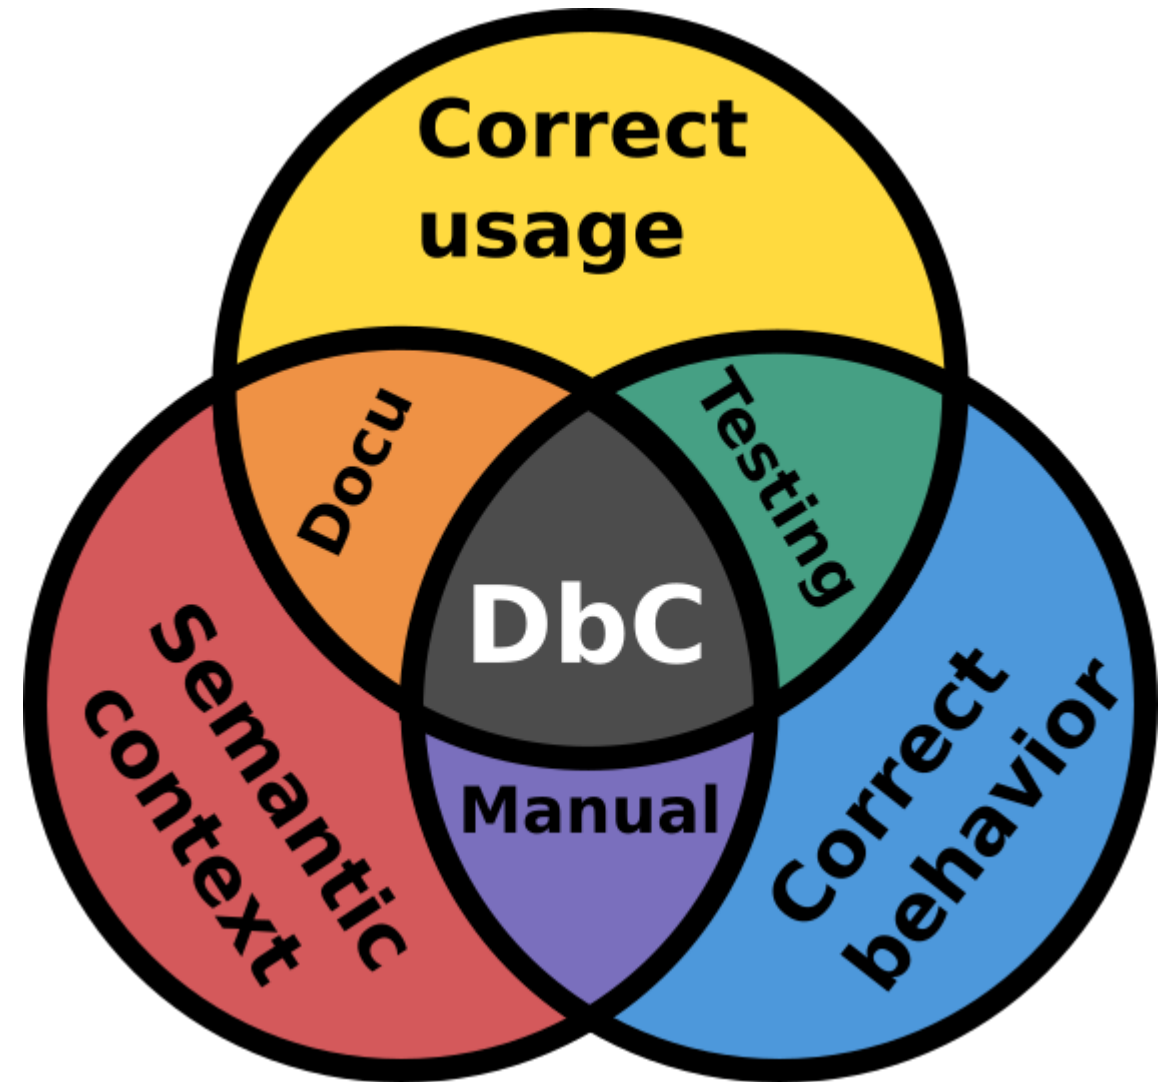 Correct
usage
Docu
Testing
DbC
Semantic
context
Manual
Correct
behavior